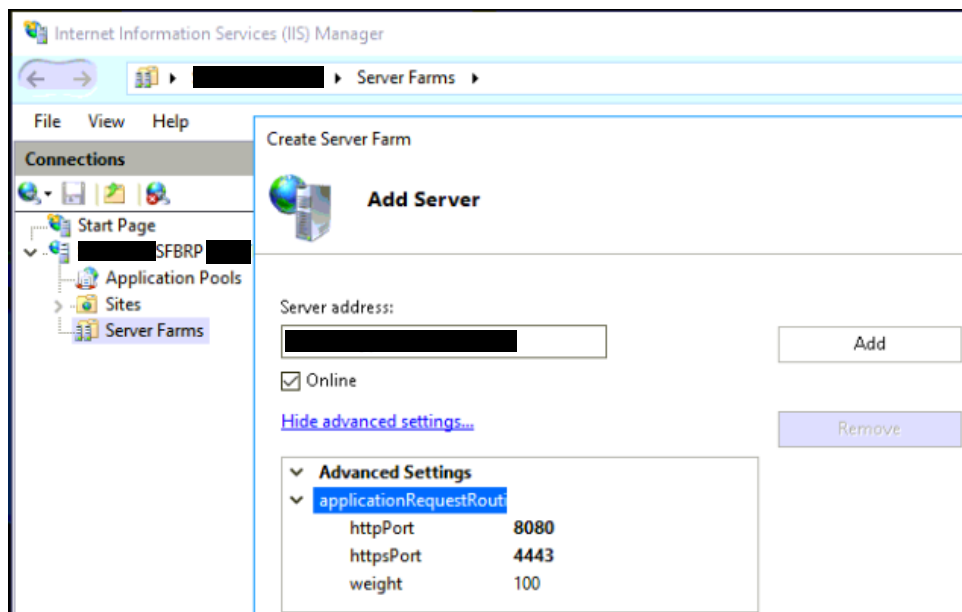 Internet Information Services (IIS) Manager
Server Farms
File View Help
Connections
Start Page
SFBRP
Application Pools
Sites
Server Farms
Create Server Farm
Add Server
Server address:
Add
Online
Hide advanced settings...
Remove
Advanced Settings
applicationRequestRouti
httpPort 8080
httpsPort 4443
weight 100